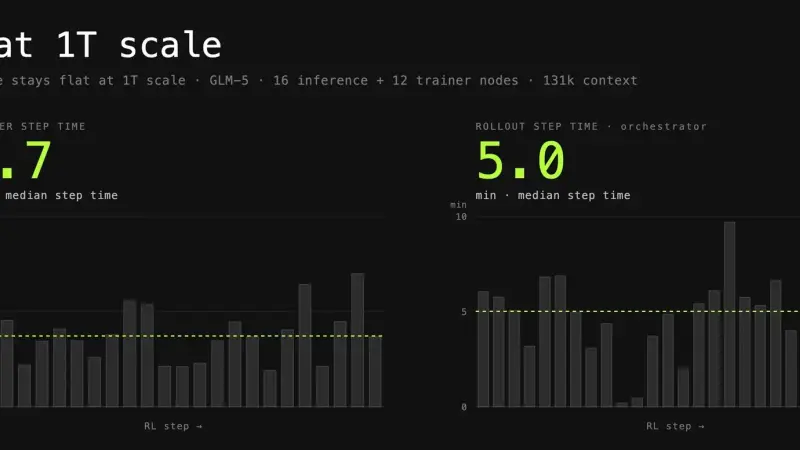 at 1T scale
e stays flat at 1T scale · GLM-5 · 16 inference + 12 trainer nodes · 131k context
ER STEP TIME
.7
median step time
RL step →
ROLLOUT STEP TIME · orchestrator
5.0
min · median step time
min
10
5
0
RL step →